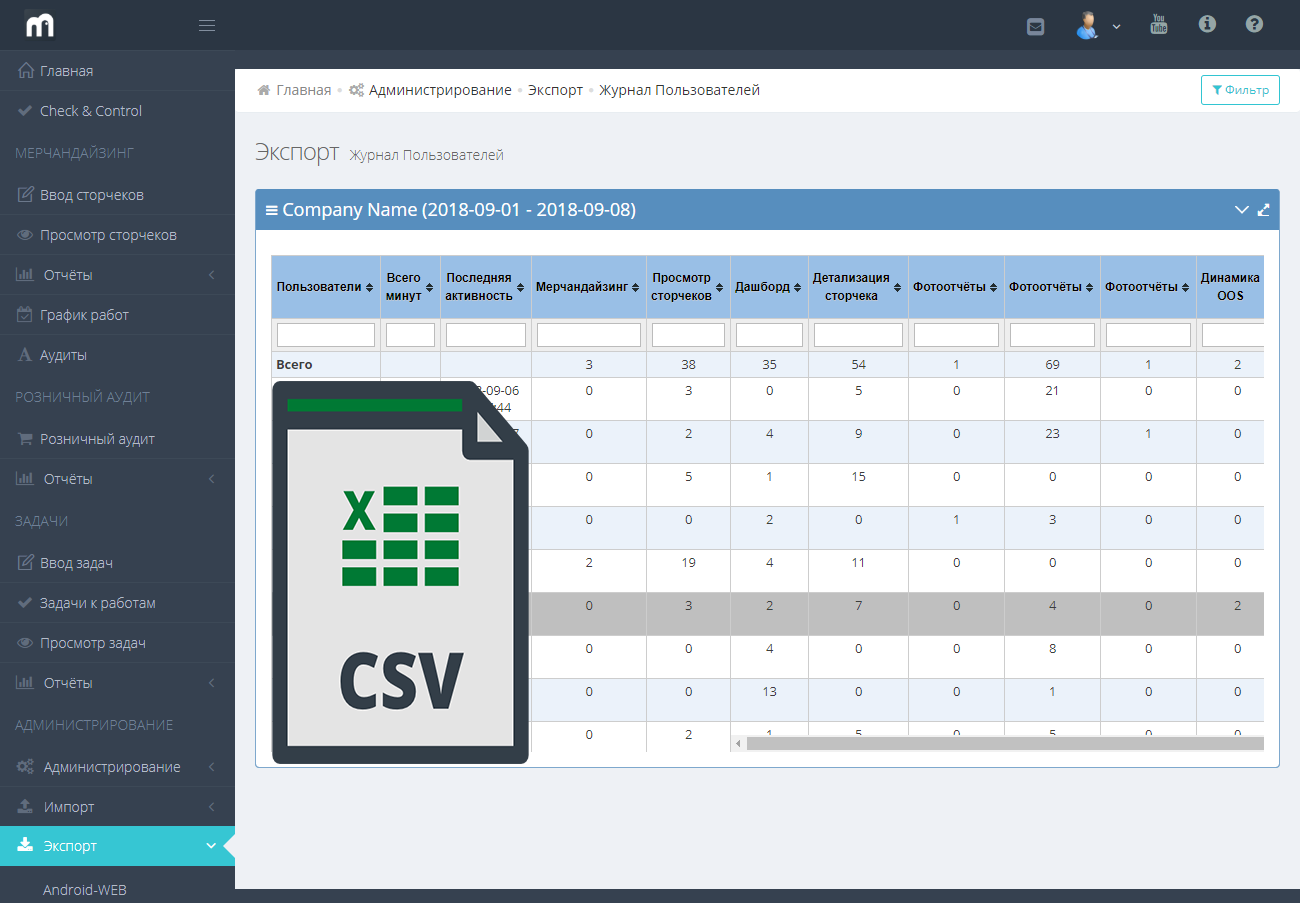 m
You
Tube
Главная
Check & Control
МЕРЧАНДАЙЗИНГ
Ввод сторчеков
Просмотр сторчеков
Отчёты
График работ
Аудиты
РОЗНИЧНЫЙ АУДИТ
Розничный аудит
Отчёты
ЗАДАЧИ
Ввод задач
Задачи к работам
Просмотр задач
Отчёты
АДМИНИСТРИРОВАНИЕ
Администрирование
Импорт
Экспорт
Android-WEB
Главная Администрирование Экспорт Журнал Пользователей
Фильтр
Экспорт Журнал Пользователей
Company Name (2018-09-01 - 2018-09-08)
Пользователи Всего минут Последняя активность Мерчандайзинг Просмотр сторчеков Дашборд Детализация сторчека Фотоотчёты Фотоотчёты Фотоотчёты Динамика OOS
Всего 3 38 35 54 1 69 1 2
-09-06 0 3 0 5 0 21 0 0
44
0 2 4 9 0 23 1 0
0 5 1 15 0 0 0 0
0 0 2 0 1 3 0 0
2 19 4 11 0 0 0 0
0 3 2 7 0 4 0 2
0 0 4 0 0 8 0 0
0 0 13 0 0 1 0 0
0 2 1 5 0 5 0 0
X
CSV